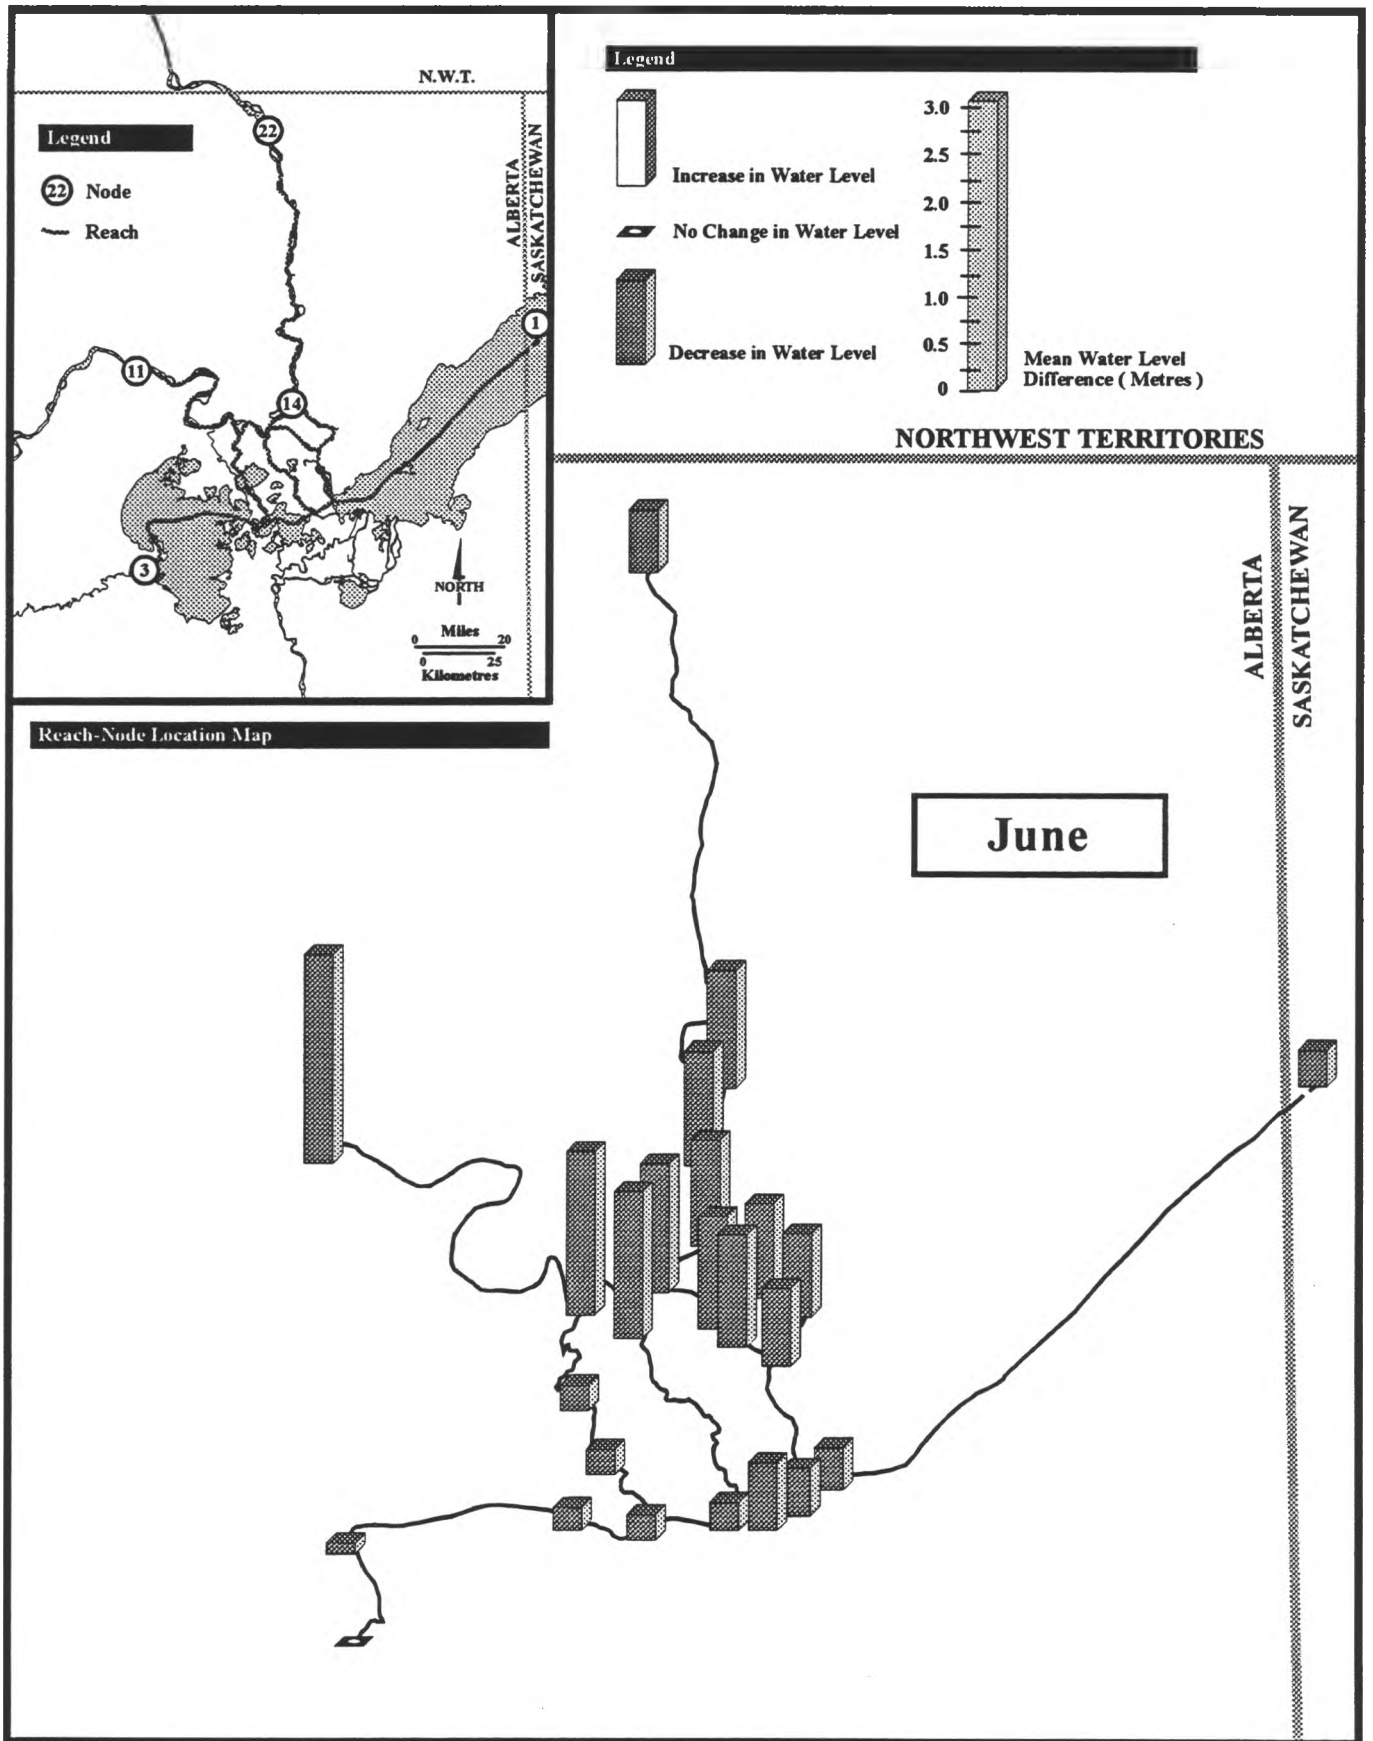 N.W.T.
Legend
22
22 Node
Reach
ALBERTA
SASKATCHEWAN
1
11
14
3
NORTH
Miles
0 20
0 25
Kilometres
Reach-Node Location Map
Legend
Increase in Water Level
No Change in Water Level
Decrease in Water Level
3.0
2.5
2.0
1.5
1.0
0.5
0
Mean Water Level
Difference ( Metres )
NORTHWEST TERRITORIES
ALBERTA
SASKATCHEWAN
June